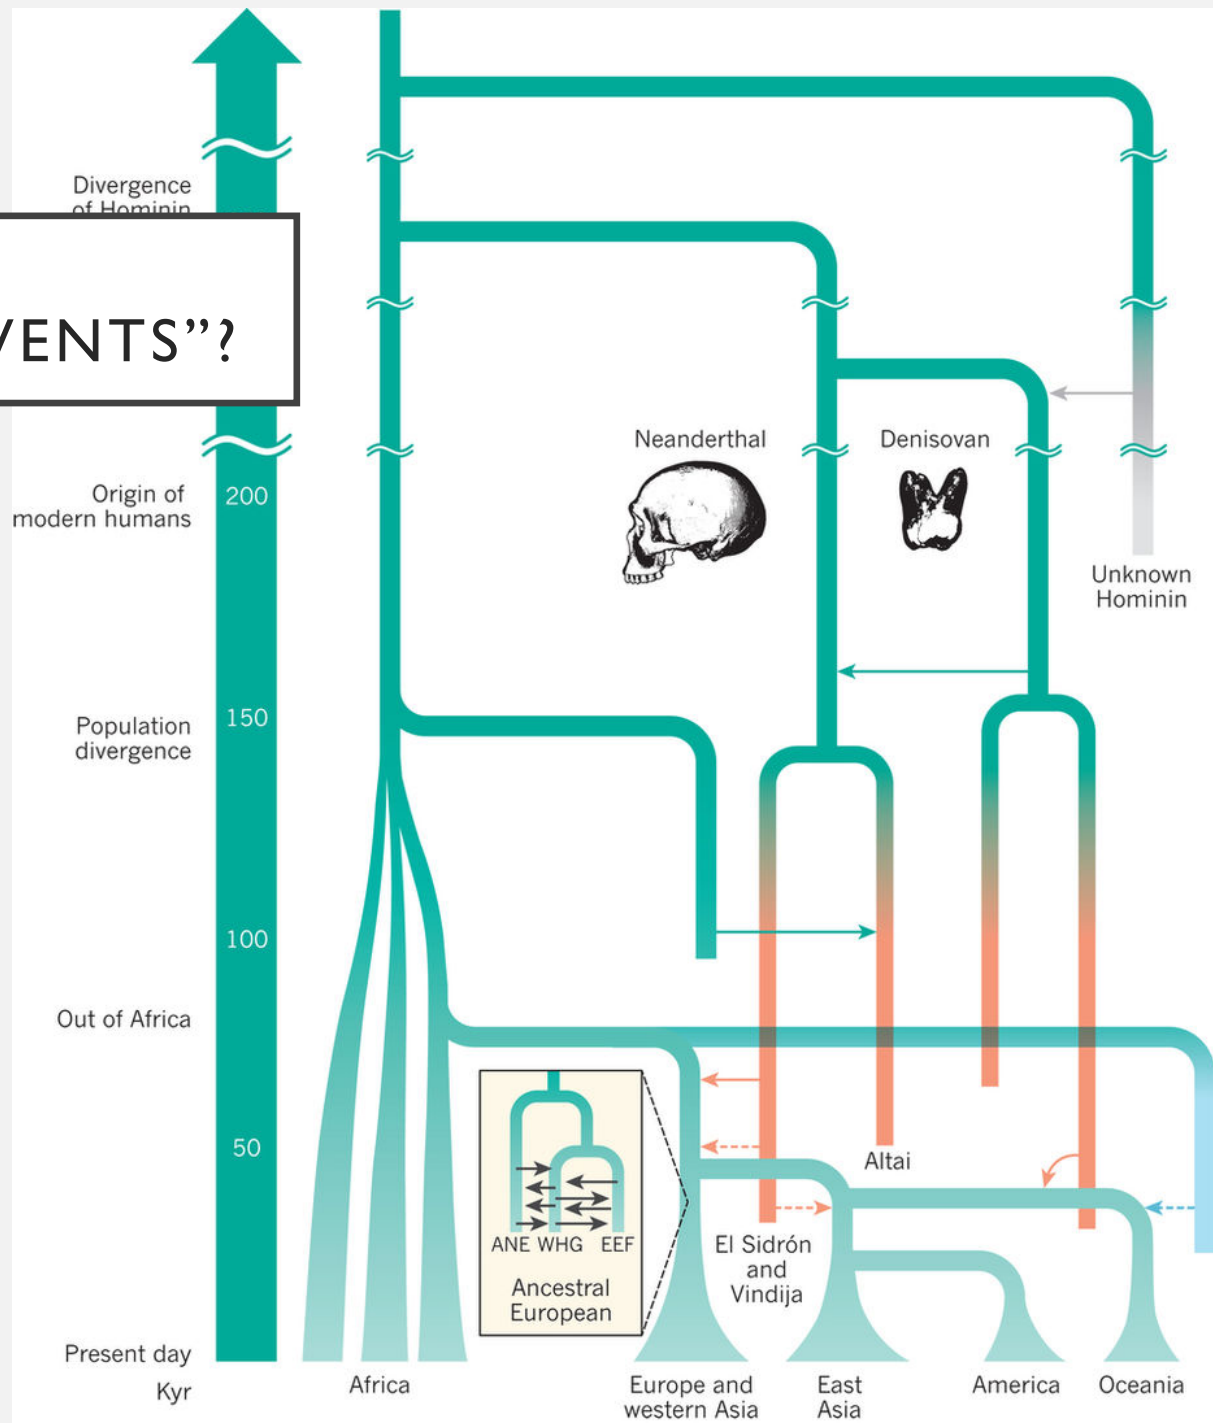 Divergence
of Hominin
VENTS”?
Neanderthal
Denisovan
Origin of
modern humans
200
Unknown
Hominin
Population
divergence
150
100
Out of Africa
50
Altai
ANE WHG EEF
Ancestral
European
El Sidrón
and
Vindija
Present day
Kyr
Africa
Europe and
western Asia
East
Asia
America
Oceania